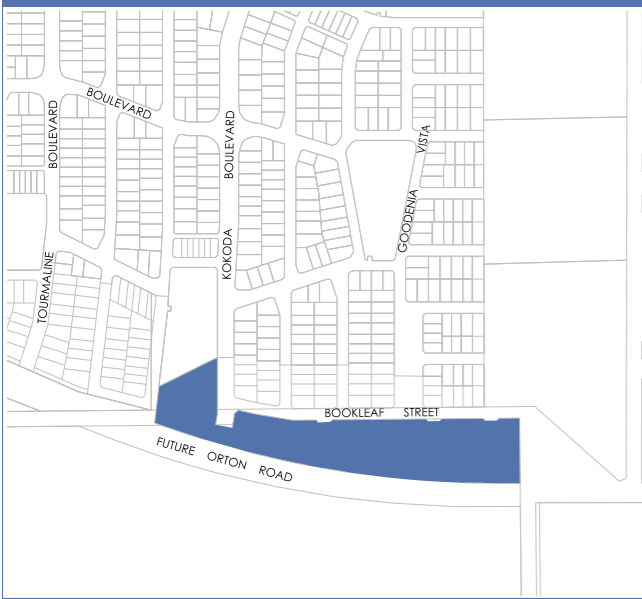 BOULEVARD
BOULEVARD
BOULEVARD
VISTA
GOODENIA
KOKODA
TOURMALINE
BOOKLEAF STREET
FUTURE ORTON ROAD